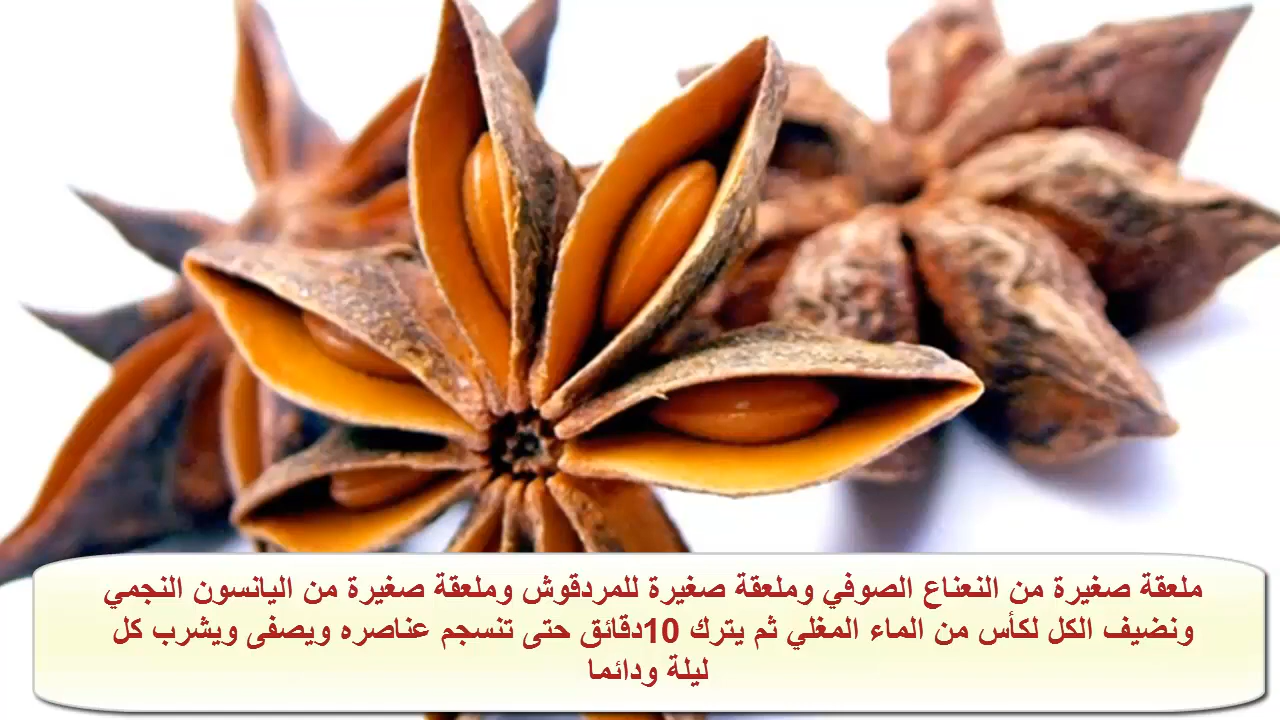 ملعقة صغيرة من النعناع الصوفي وملعقة صغيرة للمردقوش وملعقة صغيرة من اليانسون النجمي
ونضيف الكل لكأس من الماء المغلي ثم يترك 10دقائق حتى تنسجم عناصره ويصفى ويشرب كل
ليلة ودائما